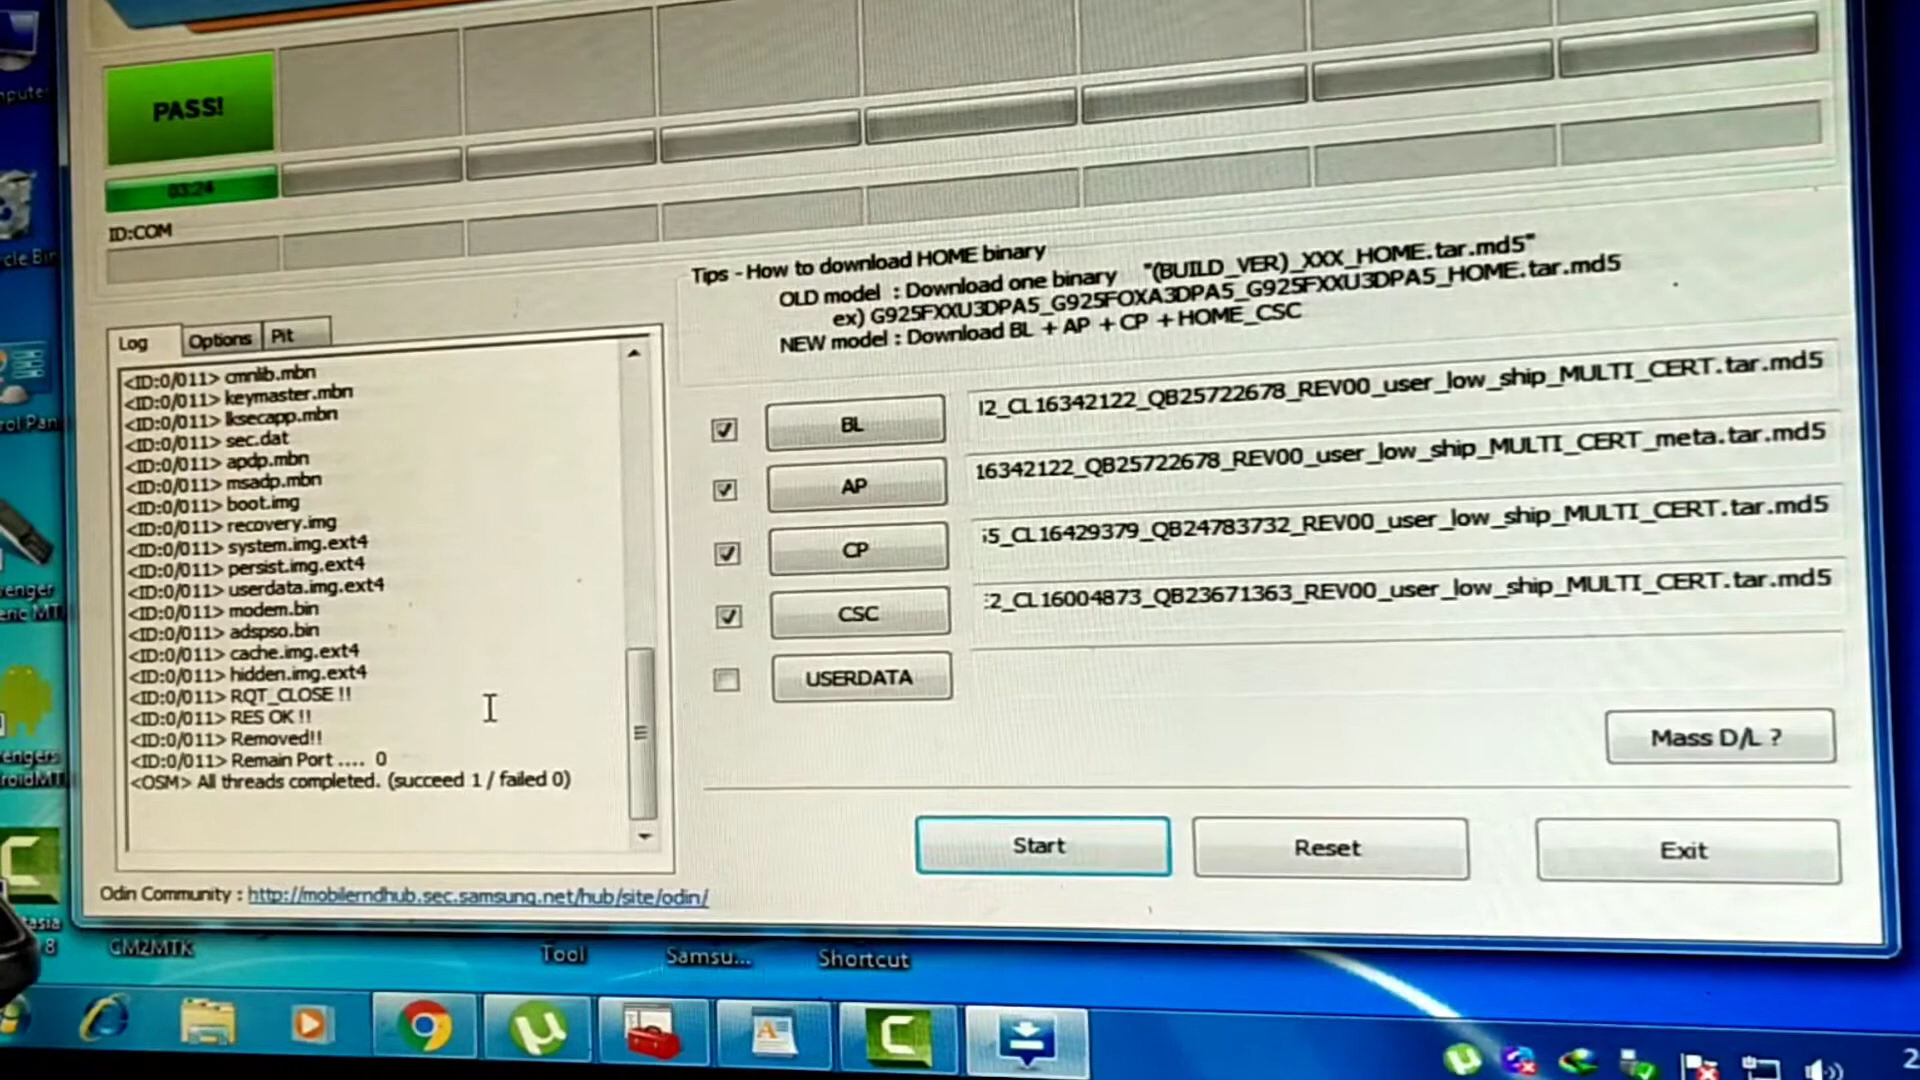 PASS!
03:24
ID:COM
Tips - How to download HOME binary
OLD model : Download one binary "(BUILD_VER)_XXX_HOME.tar.md5"
ex) G925FXXU3DPA5_G925FOXA3DPA5_G925FXXU3DPA5_HOME.tar.md5
NEW model : Download BL + AP + CP + HOME_CSC
Log
Options
Pit
<ID:0/011> cmnlib.mbn
<ID:0/011> keymaster.mbn
<ID:0/011> lksecapp.mbn
<ID:0/011> sec.dat
<ID:0/011> apdp.mbn
<ID:0/011> msadp.mbn
<ID:0/011> boot.img
<ID:0/011> recovery.img
<ID:0/011> system.img.ext4
<ID:0/011> persist.img.ext4
<ID:0/011> userdata.img.ext4
<ID:0/011> modem.bin
<ID:0/011> adspso.bin
<ID:0/011> cache.img.ext4
<ID:0/011> hidden.img.ext4
<ID:0/011> RQT_CLOSE !!
<ID:0/011> RES OK !!
<ID:0/011> Removed!!
<ID:0/011> Remain Port .... 0
<OSM> All threads completed. (succeed 1 / failed 0)
BL
I2_CL16342122_QB25722678_REV00_user_low_ship_MULTI_CERT.tar.md5
AP
16342122_QB25722678_REV00_user_low_ship_MULTI_CERT_meta.tar.md5
CP
i5_CL16429379_QB24783732_REV00_user_low_ship_MULTI_CERT.tar.md5
CSC
:2_CL16004873_QB23671363_REV00_user_low_ship_MULTI_CERT.tar.md5
USERDATA
Mass D/L ?
Start
Reset
Exit
Odin Community : http://mobilerndhub.sec.samsung.net/hub/site/odin/
CM2MTK
Tool
Samsu...
Shortcut